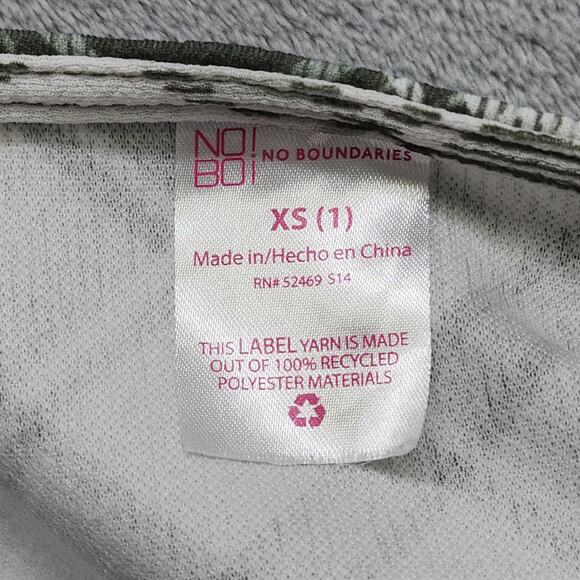 NO!
BO!
NO BOUNDARIES
XS (1)
Made in/Hecho en China
RN# 52469 S14
THIS LABEL YARN IS MADE
OUT OF 100% RECYCLED
POLYESTER MATERIALS